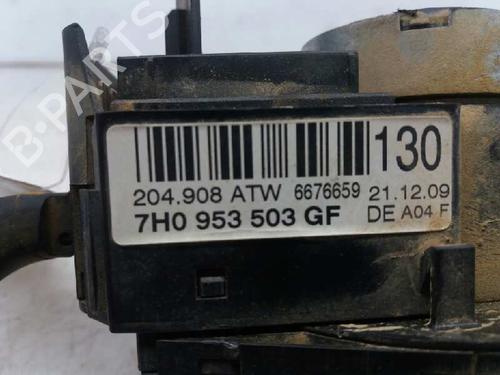 130
204.908 ATW 6676659 21.12.09
7H0 953 503 GF DE A04 F
B-PARTS